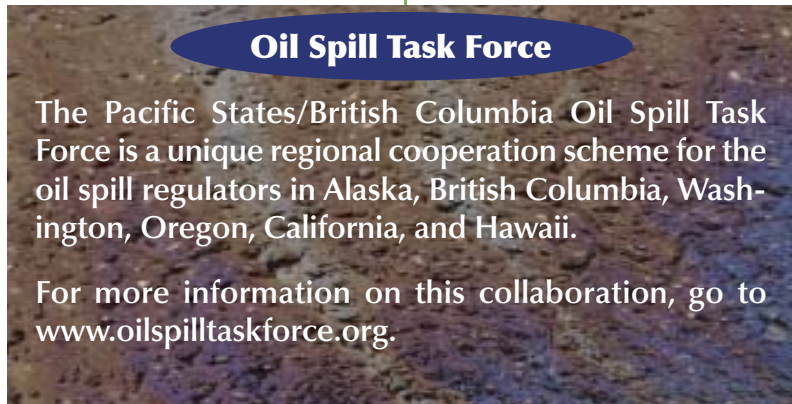 Oil Spill Task Force
The Pacific States/British Columbia Oil Spill Task
Force is a unique regional cooperation scheme for the
oil spill regulators in Alaska, British Columbia, Wash-
ington, Oregon, California, and Hawaii.
For more information on this collaboration, go to
www.oilspilltaskforce.org.